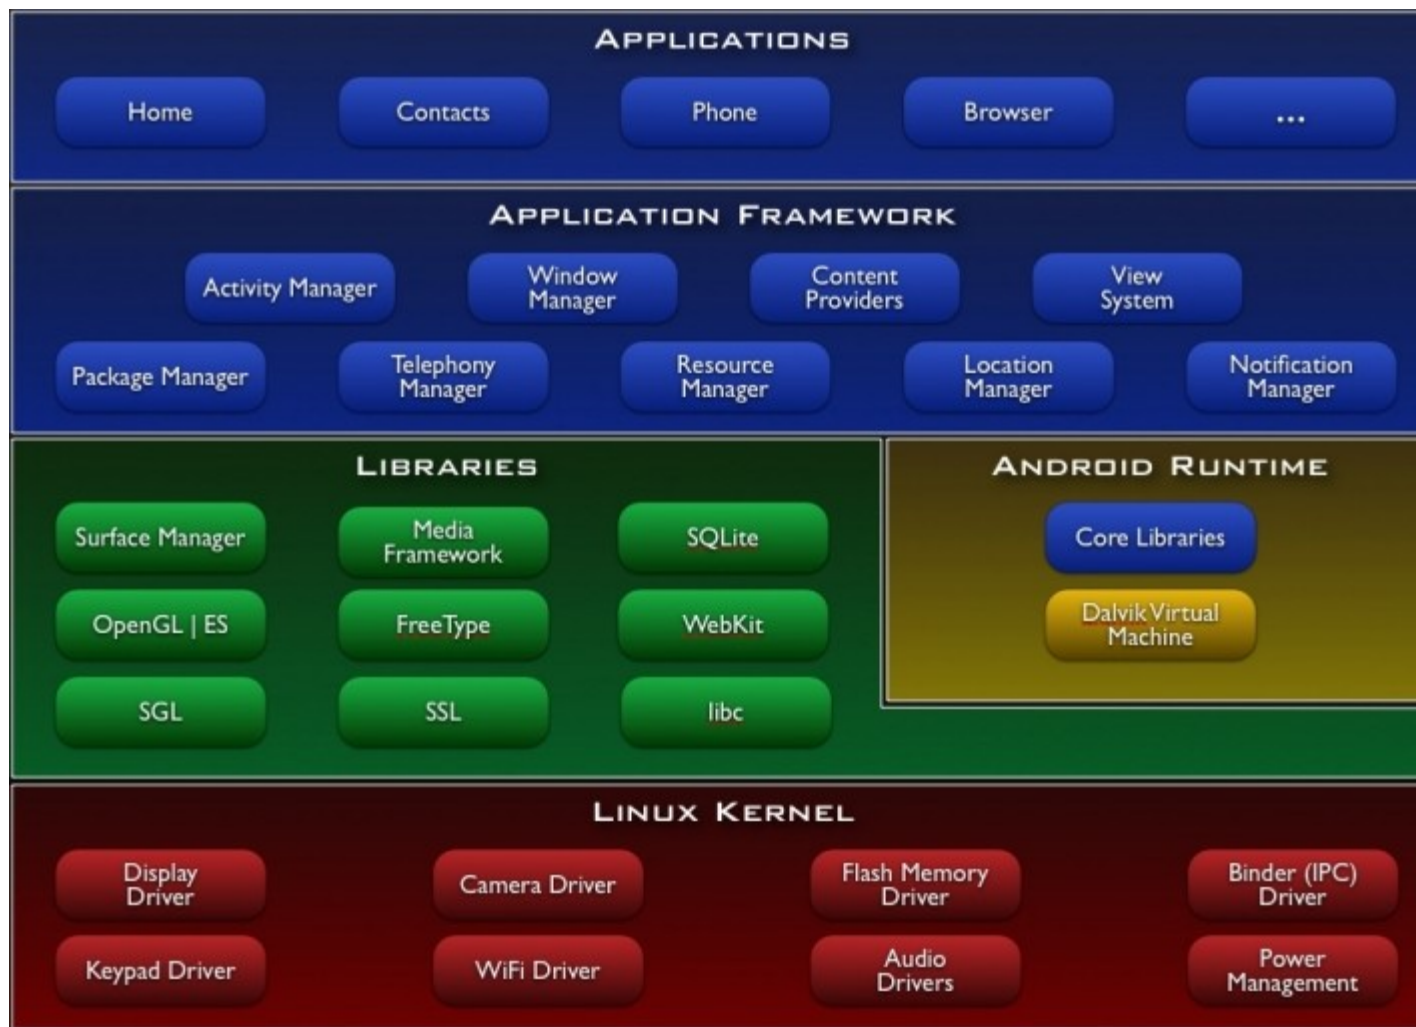 APPLICATIONS
Home
Contacts
Phone
Browser
...
APPLICATION FRAMEWORK
Activity Manager
Window
Manager
Content
Providers
View
System
Package Manager
Telephony
Manager
Resource
Manager
Location
Manager
Notification
Manager
LIBRARIES
Surface Manager
Media
Framework
SQLite
OpenGL | ES
FreeType
WebKit
SGL
SSL
libc
ANDROID RUNTIME
Core Libraries
Dalvik Virtual
Machine
LINUX KERNEL
Display
Driver
Camera Driver
Flash Memory
Driver
Binder (IPC)
Driver
Keypad Driver
WiFi Driver
Audio
Drivers
Power
Management